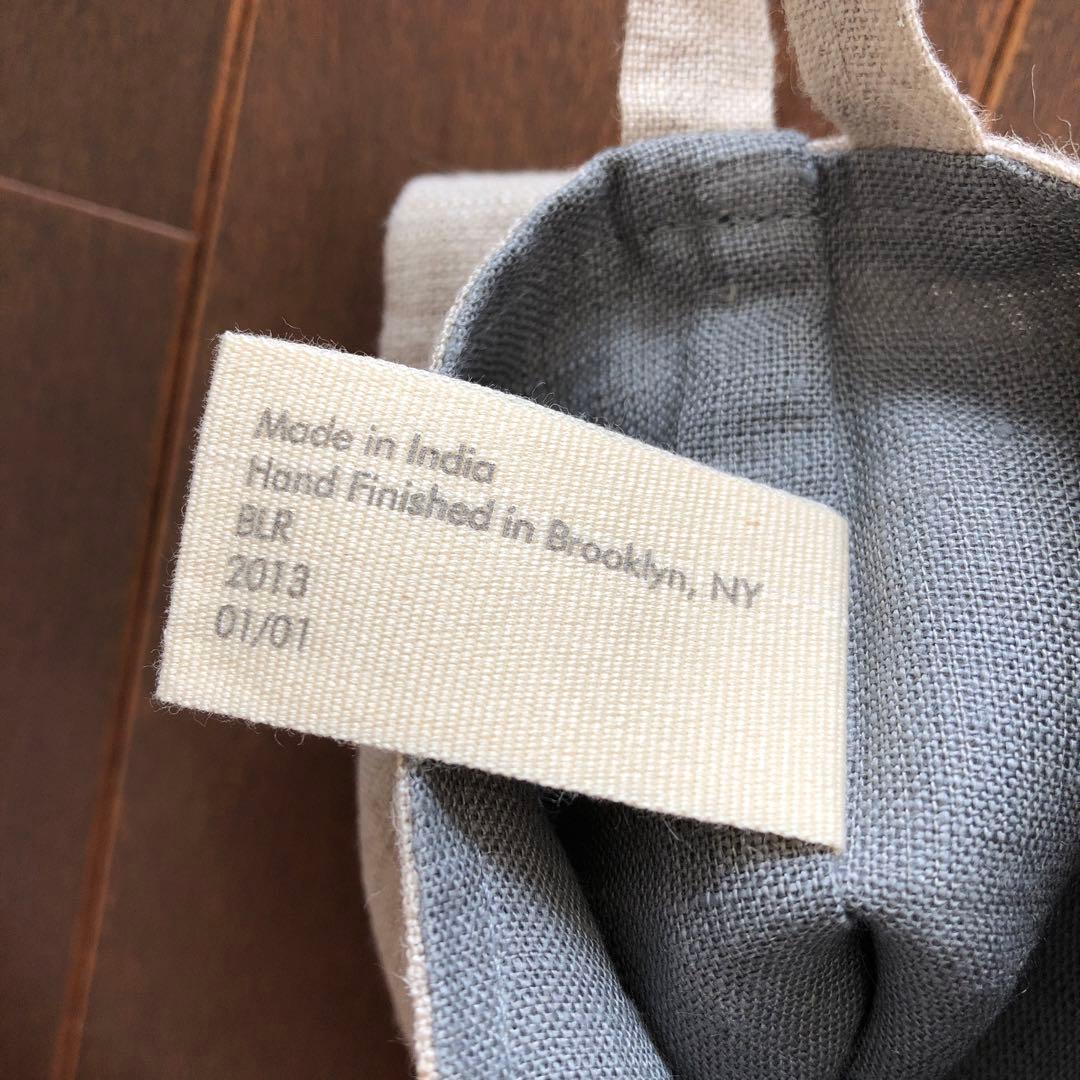 Made in India
Hand Finished in Brooklyn, NY
BLR
2013
01/01